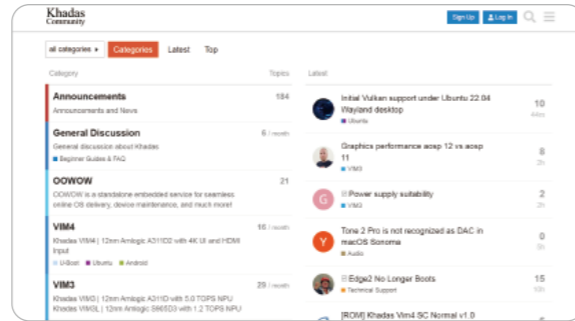 Khadas
Community
Sign Up
Log In
all categories
Categories
Latest
Top
Category
Topics
Announcements
184
Announcements and News
General Discussion
6 / month
General discussion about Khadas
Beginner Guides & FAQ
OOWOW
21
OOWOW is a standalone embedded service for seamless
online OS delivery, device maintenance, and much more!
VIM4
16 / month
Khadas VIM4 | 12nm Amlogic A311D2 with 4K UI and HDMI
Input
U-Boot
Ubuntu
Android
VIM3
29 / month
Khadas VIM3 | 12nm Amlogic A311D with 5.0 TOPS NPU
Khadas VIM3L | 12nm Amlogic S905D3 with 1.2 TOPS NPU
Latest
Initial Vulkan support under Ubuntu 22.04
Wayland desktop
10
Ubuntu
Graphics performance aosp 12 vs aosp
11
8
2h
VIM3
G
Power supply suitability
2
2h
VIM3
Y
Tone 2 Pro is not recognized as DAC in
macOS Sonoma
0
Audio
Edge2 No Longer Boots
15
10h
Technical Support
[ROM] Khadas Vim4 SC Normal v1.0